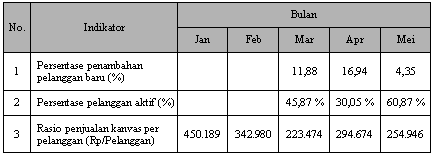 No. Indikator Bulan
Jan Feb Mar Apr Mei
1 Persentase penambahan pelanggan baru (%) 11,88 16,94 4,35
2 Persentase pelanggan aktif (%) 45,87 % 30,05 % 60,87 %
3 Rasio penjualan kanvas per pelanggan (Rp/Pelanggan) 450.189 342.980 223.474 294.674 254.946